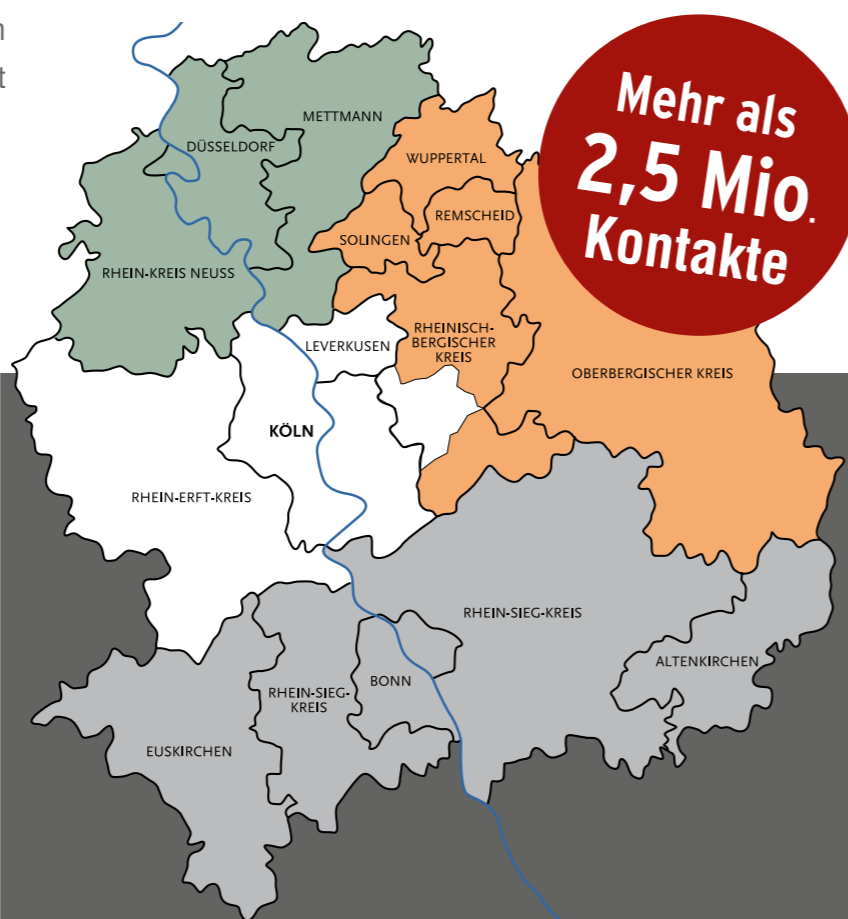 n
t
Mehr als
2,5 Mio.
Kontakte
METTMANN
DÜSSELDORF
WUPPERTAL
REMSCHEID
SOLINGEN
RHEIN-KREIS NEUSS
LEVERKUSEN
RHEINISCH-
BERGISCHER
KREIS
OBERBERGISCHER KREIS
KÖLN
RHEIN-ERFT-KREIS
RHEIN-SIEG-KREIS
ALTENKIRCHEN
BONN
RHEIN-SIEG-
KREIS
EUSKIRCHEN